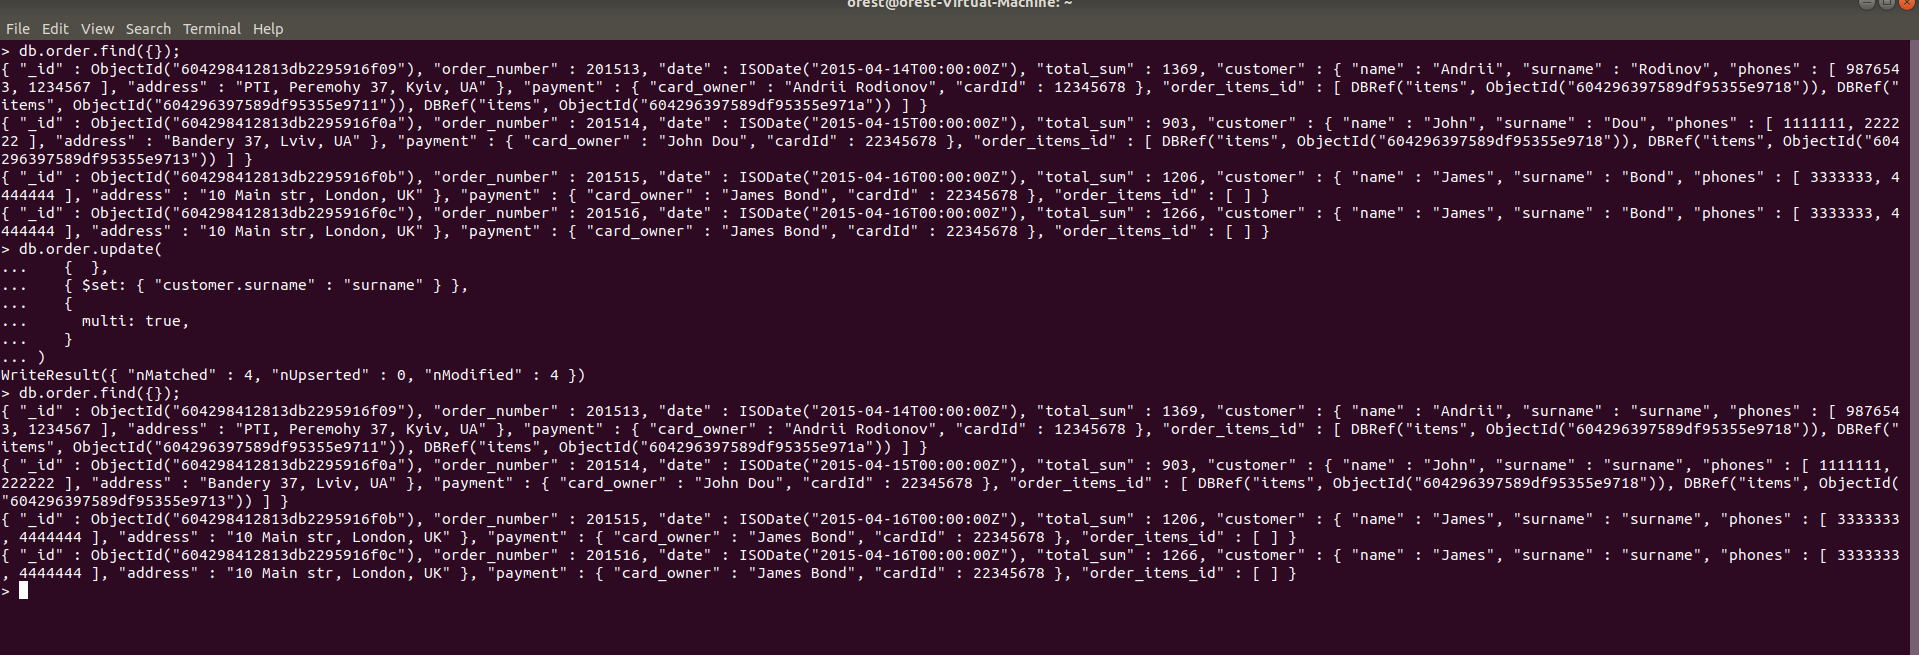 orest@orest-Virtual-Machine: ~
File Edit View Search Terminal Help
> db.order.find({});
{ "_id" : ObjectId("604298412813db2295916f09"), "order_number" : 201513, "date" : ISODate("2015-04-14T00:00:00Z"), "total_sum" : 1369, "customer" : { "name" : "Andrii", "surname" : "Rodinov", "phones" : [ 987654
3, 1234567 ], "address" : "PTI, Peremohy 37, Kyiv, UA" }, "payment" : { "card_owner" : "Andrii Rodionov", "cardId" : 12345678 }, "order_items_id" : [ DBRef("items", ObjectId("604296397589df95355e9718")), DBRef("
items", ObjectId("604296397589df95355e9711")), DBRef("items", ObjectId("604296397589df95355e971a")) ] }
{ "_id" : ObjectId("604298412813db2295916f0a"), "order_number" : 201514, "date" : ISODate("2015-04-15T00:00:00Z"), "total_sum" : 903, "customer" : { "name" : "John", "surname" : "Dou", "phones" : [ 1111111, 2222
22 ], "address" : "Bandery 37, Lviv, UA" }, "payment" : { "card_owner" : "John Dou", "cardId" : 22345678 }, "order_items_id" : [ DBRef("items", ObjectId("604296397589df95355e9718")), DBRef("items", ObjectId("604
296397589df95355e9713")) ] }
{ "_id" : ObjectId("604298412813db2295916f0b"), "order_number" : 201515, "date" : ISODate("2015-04-16T00:00:00Z"), "total_sum" : 1206, "customer" : { "name" : "James", "surname" : "Bond", "phones" : [ 3333333, 4
444444 ], "address" : "10 Main str, London, UK" }, "payment" : { "card_owner" : "James Bond", "cardId" : 22345678 }, "order_items_id" : [ ] }
{ "_id" : ObjectId("604298412813db2295916f0c"), "order_number" : 201516, "date" : ISODate("2015-04-16T00:00:00Z"), "total_sum" : 1266, "customer" : { "name" : "James", "surname" : "Bond", "phones" : [ 3333333, 4
444444 ], "address" : "10 Main str, London, UK" }, "payment" : { "card_owner" : "James Bond", "cardId" : 22345678 }, "order_items_id" : [ ] }
> db.order.update(
...    {  },
...    { $set: { "customer.surname" : "surname" } },
...    {
...      multi: true,
...    }
... )
WriteResult({ "nMatched" : 4, "nUpserted" : 0, "nModified" : 4 })
> db.order.find({});
{ "_id" : ObjectId("604298412813db2295916f09"), "order_number" : 201513, "date" : ISODate("2015-04-14T00:00:00Z"), "total_sum" : 1369, "customer" : { "name" : "Andrii", "surname" : "surname", "phones" : [ 987654
3, 1234567 ], "address" : "PTI, Peremohy 37, Kyiv, UA" }, "payment" : { "card_owner" : "Andrii Rodionov", "cardId" : 12345678 }, "order_items_id" : [ DBRef("items", ObjectId("604296397589df95355e9718")), DBRef("
items", ObjectId("604296397589df95355e9711")), DBRef("items", ObjectId("604296397589df95355e971a")) ] }
{ "_id" : ObjectId("604298412813db2295916f0a"), "order_number" : 201514, "date" : ISODate("2015-04-15T00:00:00Z"), "total_sum" : 903, "customer" : { "name" : "John", "surname" : "surname", "phones" : [ 1111111,
222222 ], "address" : "Bandery 37, Lviv, UA" }, "payment" : { "card_owner" : "John Dou", "cardId" : 22345678 }, "order_items_id" : [ DBRef("items", ObjectId("604296397589df95355e9718")), DBRef("items", ObjectId(
"604296397589df95355e9713")) ] }
{ "_id" : ObjectId("604298412813db2295916f0b"), "order_number" : 201515, "date" : ISODate("2015-04-16T00:00:00Z"), "total_sum" : 1206, "customer" : { "name" : "James", "surname" : "surname", "phones" : [ 3333333
, 4444444 ], "address" : "10 Main str, London, UK" }, "payment" : { "card_owner" : "James Bond", "cardId" : 22345678 }, "order_items_id" : [ ] }
{ "_id" : ObjectId("604298412813db2295916f0c"), "order_number" : 201516, "date" : ISODate("2015-04-16T00:00:00Z"), "total_sum" : 1266, "customer" : { "name" : "James", "surname" : "surname", "phones" : [ 3333333
, 4444444 ], "address" : "10 Main str, London, UK" }, "payment" : { "card_owner" : "James Bond", "cardId" : 22345678 }, "order_items_id" : [ ] }
>